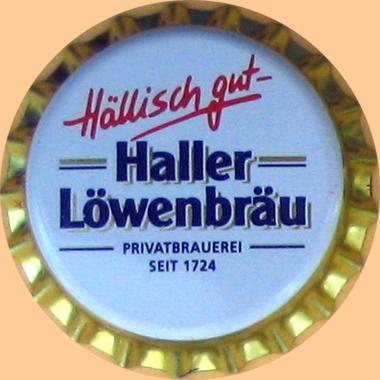 Hällisch gut-
Haller
Löwenbräu
PRIVATBRAUEREI
SEIT 1724